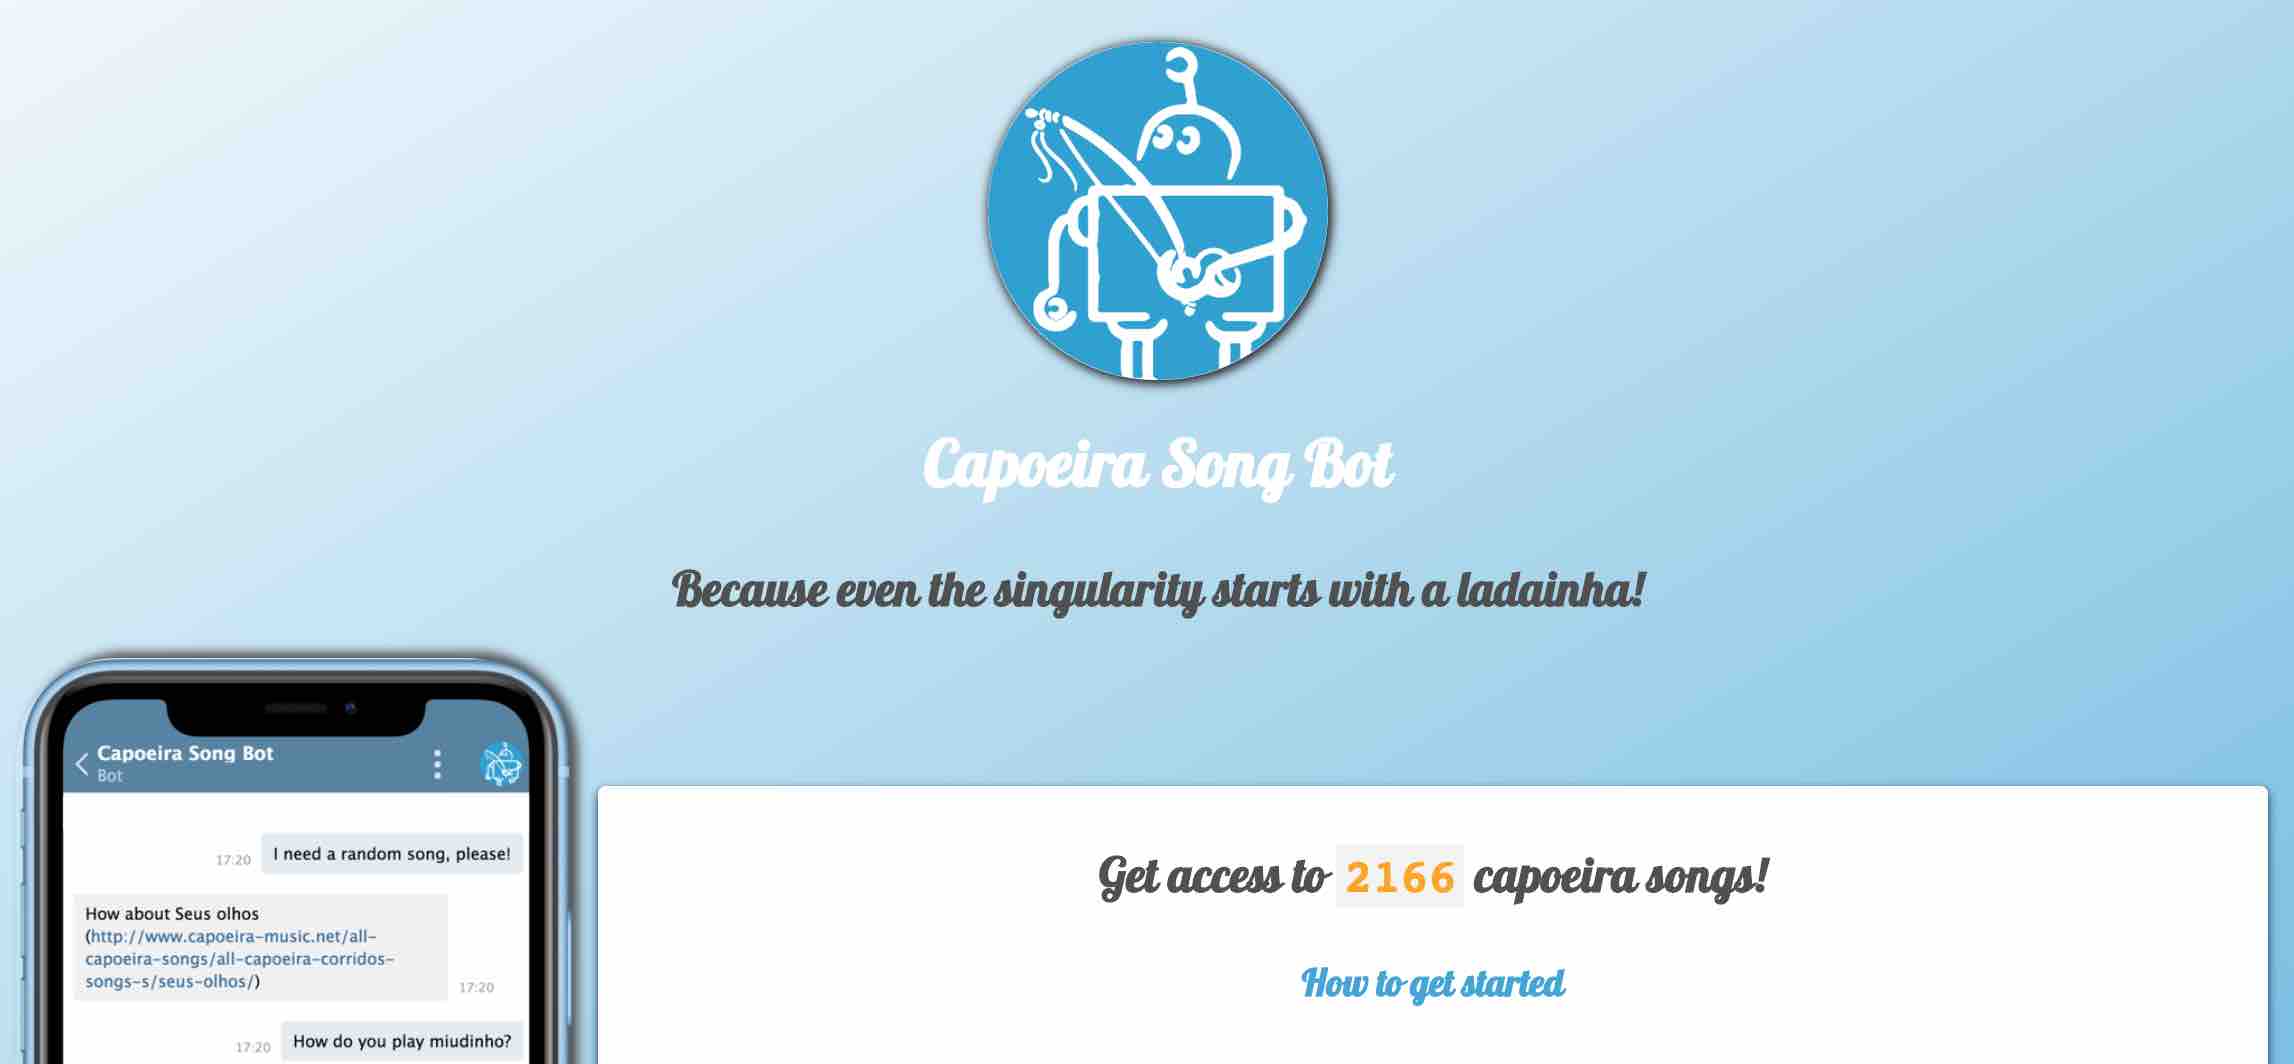 Capoeira Song Bot
Because even the singularity starts with a ladainha!
Capoeira Song Bot
Bot
17:20
I need a random song, please!
How about Seus olhos
(http://www.capoeira-music.net/all-
capoeira-songs/all-capoeira-corridos-
songs-s/seus-olhos/)
17:20
17:20
How do you play miudinho?
Get access to 2166 capoeira songs!
How to get started